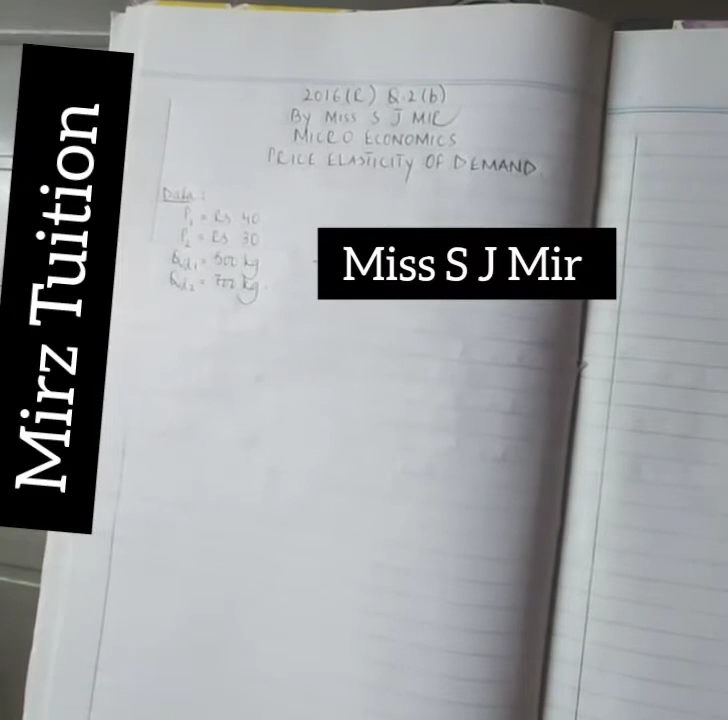 Mirz Tuition
2016(R) Q.2(b)
By Miss S J MIR
MICRO ECONOMICS
PRICE ELASTICITY OF DEMAND.
Data:
P₁ = Rs 40
P₂ = Rs 30
Qd₁ = 500 kg
Qd₂ = 700 kg.
Miss S J Mir